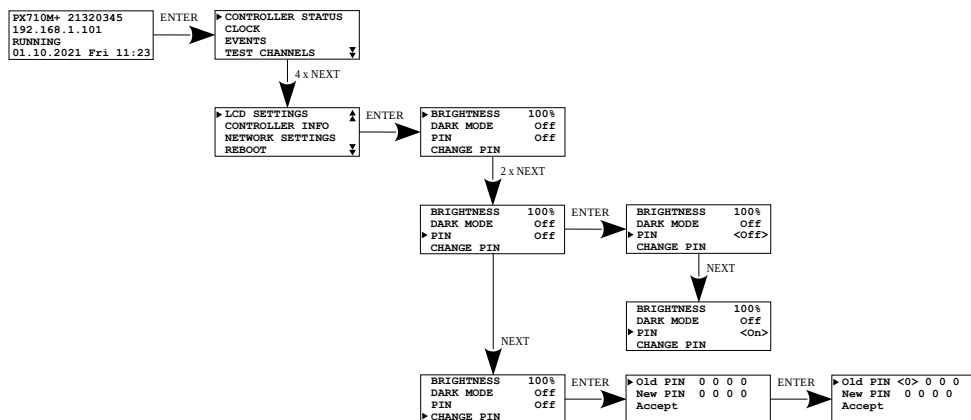 PX710M+ 21320345
192.168.1.101
RUNNING
01.10.2021 Fri 11:23
ENTER
CONTROLLER STATUS
CLOCK
EVENTS
TEST CHANNELS
4 x NEXT
LCD SETTINGS
CONTROLLER INFO
NETWORK SETTINGS
REBOOT
ENTER
BRIGHTNESS 100%
DARK MODE Off
PIN Off
CHANGE PIN
2 x NEXT
BRIGHTNESS 100%
DARK MODE Off
PIN Off
CHANGE PIN
ENTER
BRIGHTNESS 100%
DARK MODE Off
PIN <Off>
CHANGE PIN
NEXT
BRIGHTNESS 100%
DARK MODE Off
PIN <On>
CHANGE PIN
NEXT
BRIGHTNESS 100%
DARK MODE Off
PIN Off
CHANGE PIN
ENTER
Old PIN 0 0 0 0
New PIN 0 0 0 0
Accept
ENTER
Old PIN <0> 0 0 0
New PIN 0 0 0 0
Accept